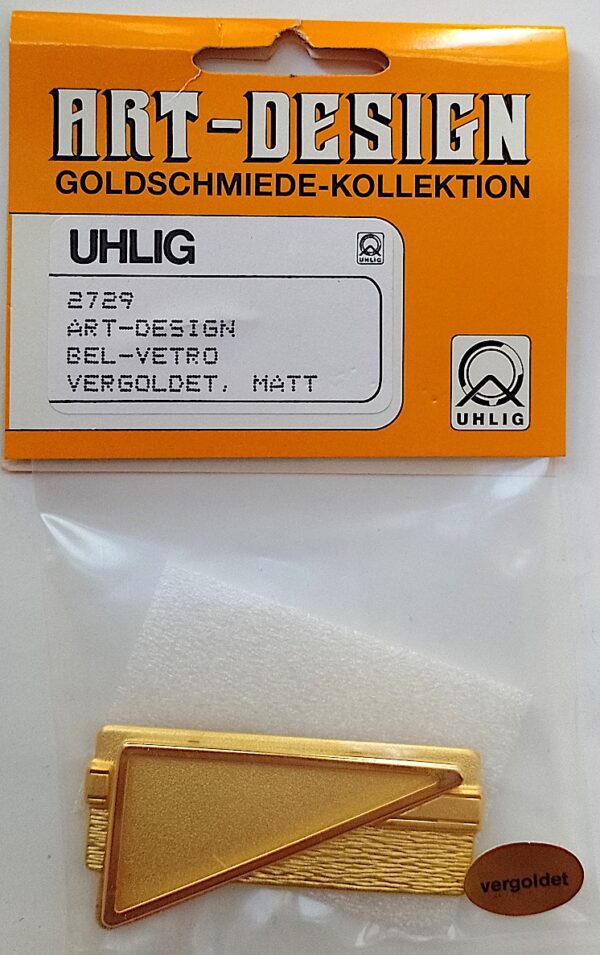 ART-DESIGN
GOLDSCHMIEDE-KOLLEKTION
UHLIG
UHLIG
2729
ART-DESIGN
BEL-VETRO
VERGOLDET, MATT
UHLIG
vergoldet